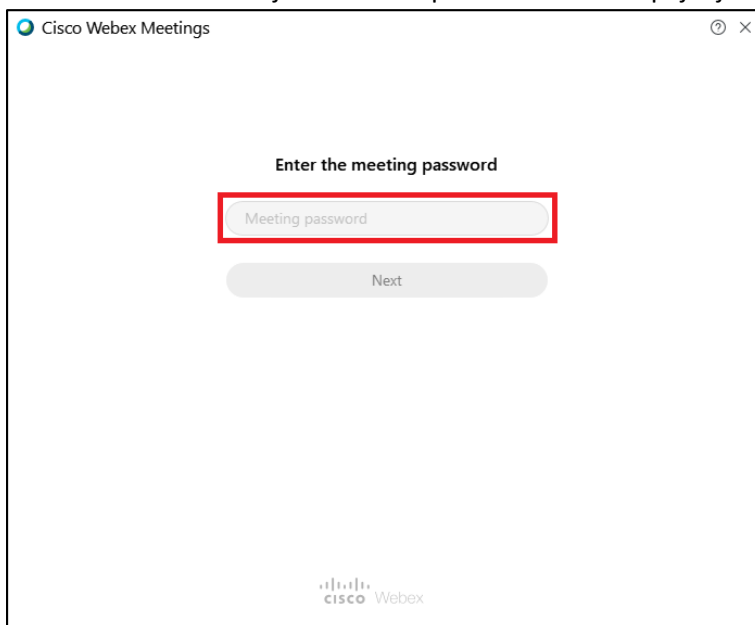 Cisco Webex Meetings
Enter the meeting password
Meeting password
Next
cisco Webex